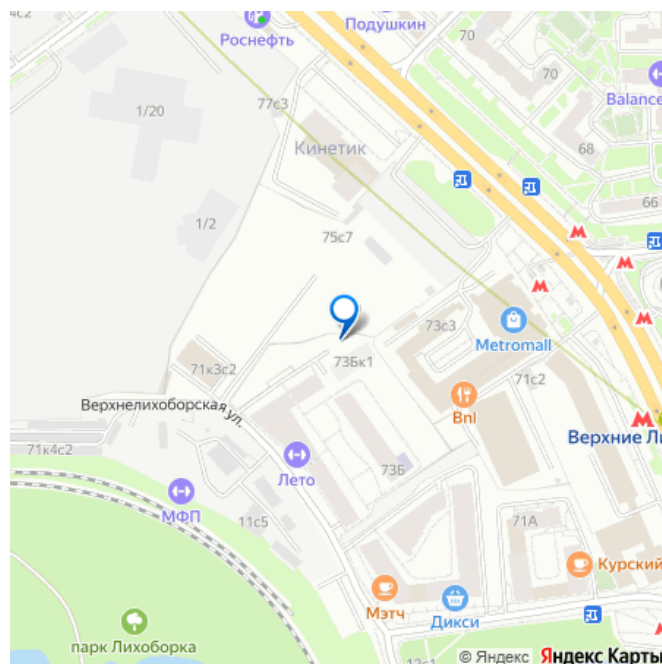 74с2
Роснефть
Подушкин
70
70
Balance
1/20
77с3
Кинетик
68
66
1/2
75с7
73с3
Metromall
71к3с2
73Бк1
71с2
Верхнелихоборская ул.
Bnl
Верхние Ли
71к4с2
Лето
73Б
МФП
11с5
71А
Курский
Мэтч
Дикси
парк Лихоборка
© Яндекс Яндекс Карты